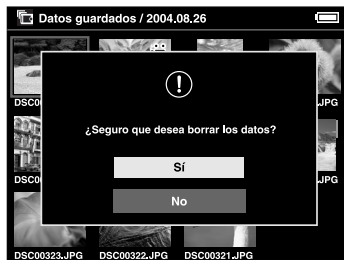 Datos guardados / 2004.08.26
DSC00
.JPG
¿Seguro que desea borrar los datos?
Sí
No
DSC0
JPG
DSC00323.JPG
DSC00322.JPG
DSC00321.JPG